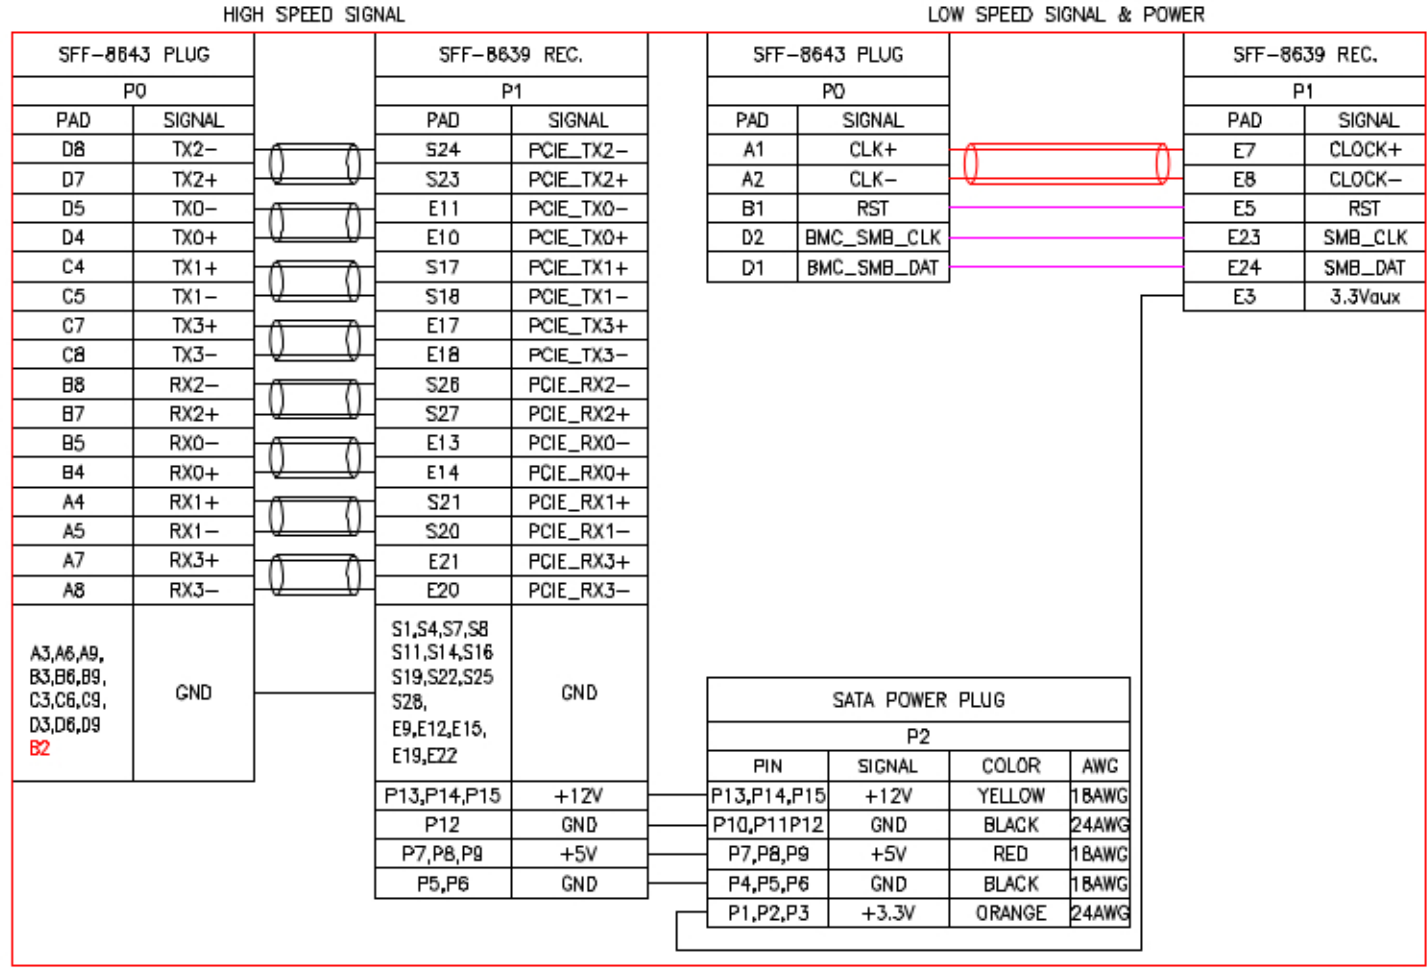 HIGH SPEED SIGNAL
LOW SPEED SIGNAL & POWER
SFF-8643 PLUG
SFF-8639 REC.
P0
P1
PAD SIGNAL PAD SIGNAL
D8 TX2- S24 PCIE_TX2-
D7 TX2+ S23 PCIE_TX2+
D5 TX0- E11 PCIE_TX0-
D4 TX0+ E10 PCIE_TX0+
C4 TX1+ S17 PCIE_TX1+
C5 TX1- S18 PCIE_TX1-
C7 TX3+ E17 PCIE_TX3+
C8 TX3- E18 PCIE_TX3-
B8 RX2- S26 PCIE_RX2-
B7 RX2+ S27 PCIE_RX2+
B5 RX0- E13 PCIE_RX0-
B4 RX0+ E14 PCIE_RX0+
A4 RX1+ S21 PCIE_RX1+
A5 RX1- S20 PCIE_RX1-
A7 RX3+ E21 PCIE_RX3+
A8 RX3- E20 PCIE_RX3-
A3,A6,A9,
B3,B6,B9,
C3,C6,C9,
D3,D6,D9
B2
GND
S1,S4,S7,S8
S11,S14,S16
S19,S22,S25
S28,
E9,E12,E15,
E19,E22
GND
P13,P14,P15 +12V
P12 GND
P7,P8,P9 +5V
P5,P6 GND
SFF-8643 PLUG
SFF-8639 REC.
P0
P1
PAD SIGNAL PAD SIGNAL
A1 CLK+ E7 CLOCK+
A2 CLK- E8 CLOCK-
B1 RST E5 RST
D2 BMC_SMB_CLK E23 SMB_CLK
D1 BMC_SMB_DAT E24 SMB_DAT
E3 3.3Vaux
SATA POWER PLUG
P2
PIN SIGNAL COLOR AWG
P13,P14,P15 +12V YELLOW 18AWG
P10,P11P12 GND BLACK 24AWG
P7,P8,P9 +5V RED 18AWG
P4,P5,P6 GND BLACK 18AWG
P1,P2,P3 +3.3V ORANGE 24AWG